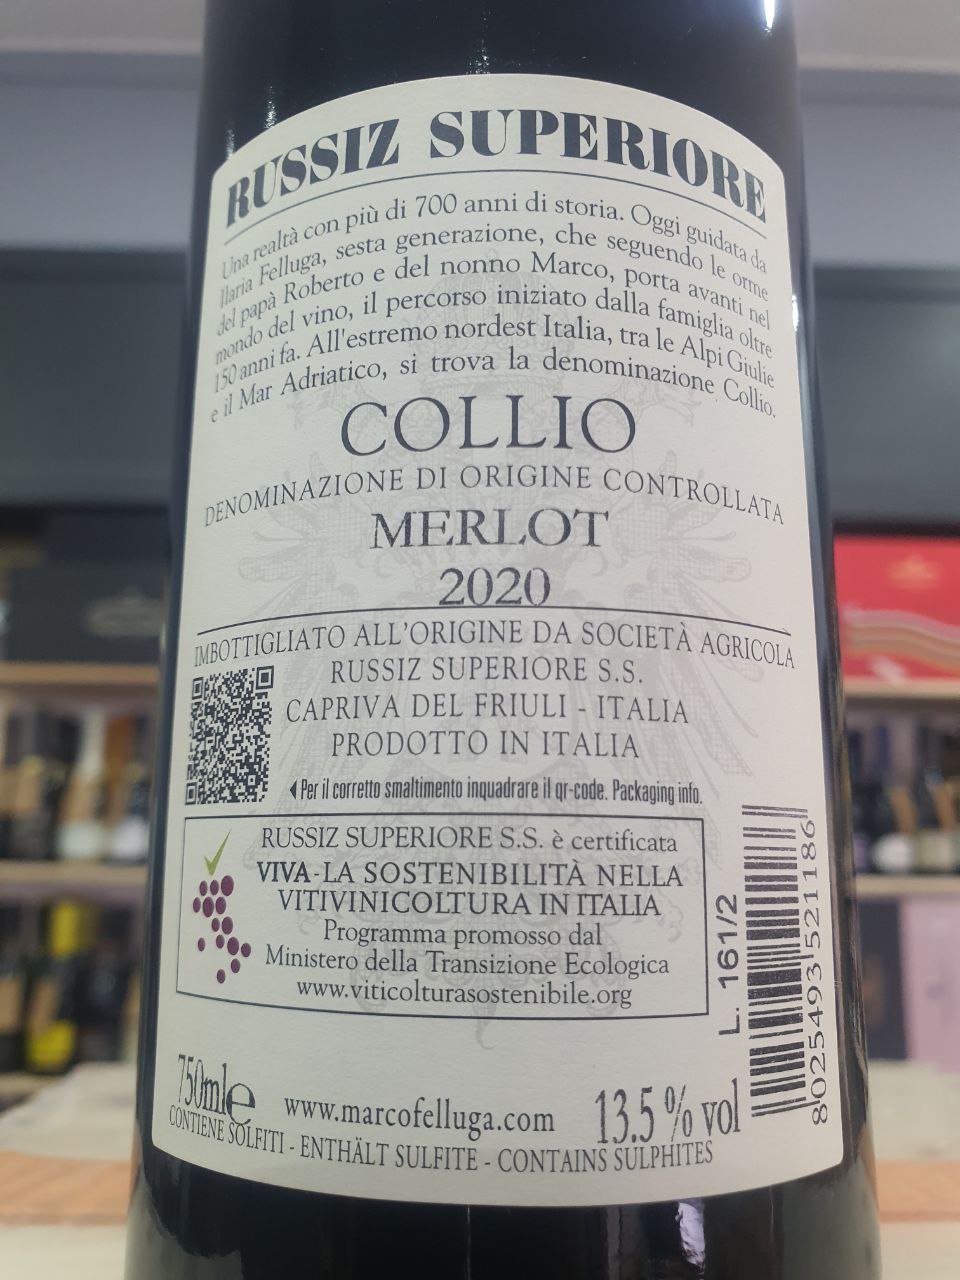 RUSSIZ SUPERIORE
Una realtà con più di 700 anni di storia. Oggi guidata da
Ilaria Felluga, sesta generazione, che seguendo le orme
del papà Roberto e del nonno Marco, porta avanti nel
mondo del vino, il percorso iniziato dalla famiglia oltre
150 anni fa. All'estremo nordest Italia, tra le Alpi Giulie
e il Mar Adriatico, si trova la denominazione Collio.
COLLIO
DENOMINAZIONE DI ORIGINE CONTROLLATA
MERLOT
2020
IMBOTTIGLIATO ALL'ORIGINE DA SOCIETÀ AGRICOLA
RUSSIZ SUPERIORE S.S.
CAPRIVA DEL FRIULI - ITALIA
PRODOTTO IN ITALIA
Per il corretto smaltimento inquadrare il qr-code. Packaging info.
RUSSIZ SUPERIORE S.S. è certificata
VIVA-LA SOSTENIBILITÀ NELLA
VITIVINICOLTURA IN ITALIA
Programma promosso dal
Ministero della Transizione Ecologica
www.viticolturasostenibile.org
L. 161/2
8025493521186
750ml e
www.marcofelluga.com
13.5 % vol
CONTIENE SOLFITI - ENTHÄLT SULFITE - CONTAINS SULPHITES